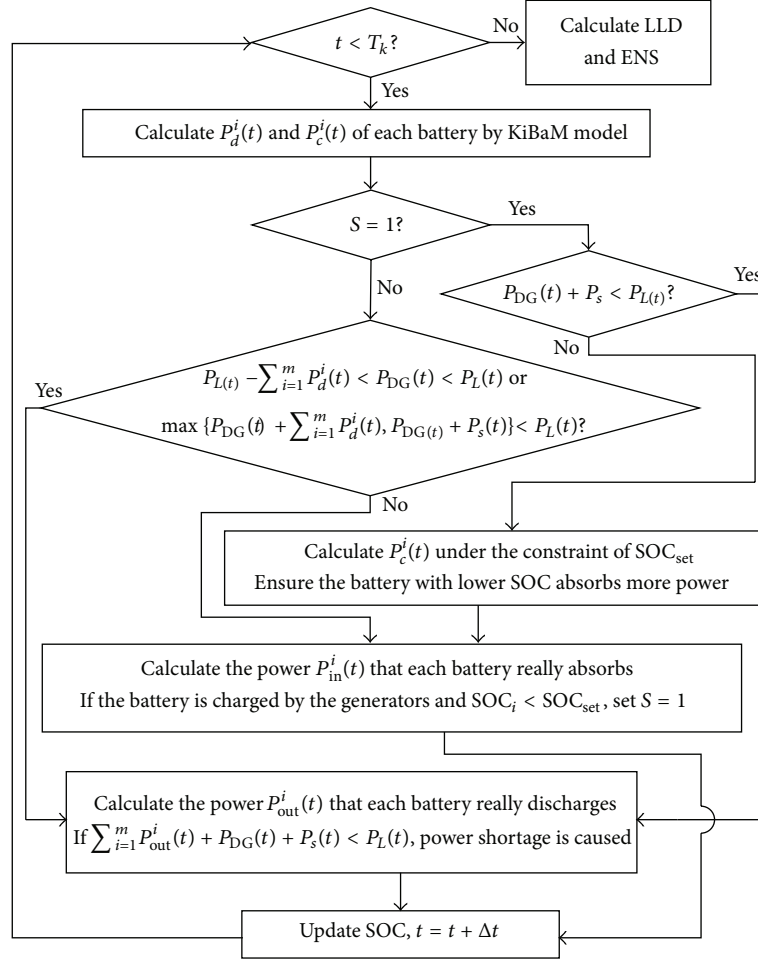 t < T_k?
No
Calculate LLD
and ENS
Yes
Calculate P_d^i(t) and P_c^i(t) of each battery by KiBaM model
S = 1?
Yes
No
P_DG(t) + P_s < P_L(t)?
Yes
No
Yes
P_L(t) − ∑_{i=1}^m P_d^i(t) < P_DG(t) < P_L(t) or
max {P_DG(t) + ∑_{i=1}^m P_d^i(t), P_DG(t) + P_s(t)} < P_L(t)?
No
Calculate P_c^i(t) under the constraint of SOC_set
Ensure the battery with lower SOC absorbs more power
Calculate the power P_in^i(t) that each battery really absorbs
If the battery is charged by the generators and SOC_i < SOC_set, set S = 1
Calculate the power P_out^i(t) that each battery really discharges
If ∑_{i=1}^m P_out^i(t) + P_DG(t) + P_s(t) < P_L(t), power shortage is caused
Update SOC, t = t + Δt